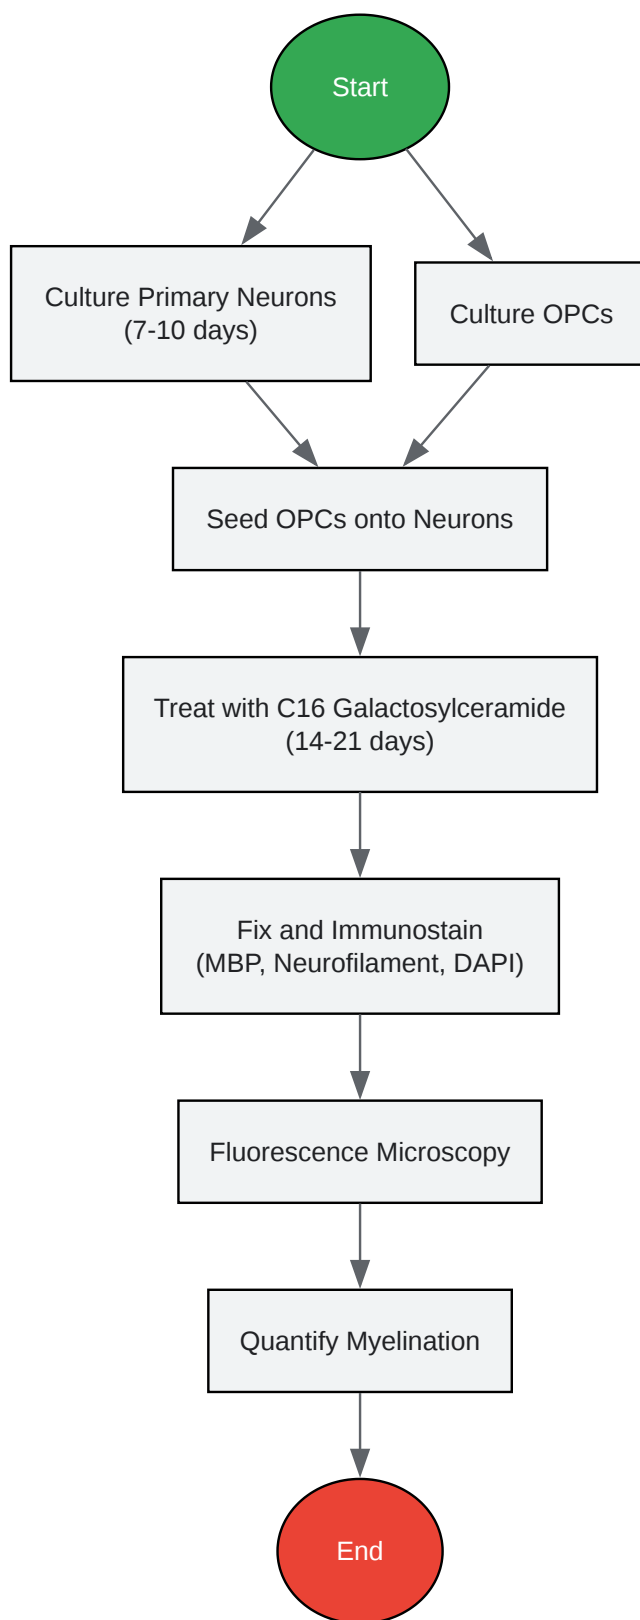 Start
Culture Primary Neurons
(7-10 days)
Culture OPCs
Seed OPCs onto Neurons
Treat with C16 Galactosylceramide
(14-21 days)
Fix and Immunostain
(MBP, Neurofilament, DAPI)
Fluorescence Microscopy
Quantify Myelination
End